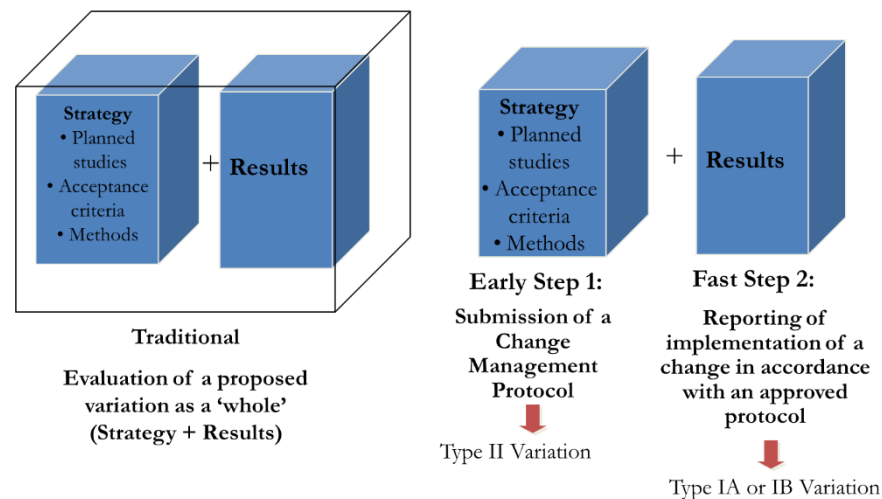 Strategy
• Planned
studies
• Acceptance
criteria
• Methods
+
Results
Traditional
Evaluation of a proposed
variation as a ‘whole’
(Strategy + Results)
Strategy
• Planned
studies
• Acceptance
criteria
• Methods
+
Results
Early Step 1:
Submission of a
Change
Management
Protocol
Type II Variation
Fast Step 2:
Reporting of
implementation of a
change in accordance
with an approved
protocol
Type IA or IB Variation